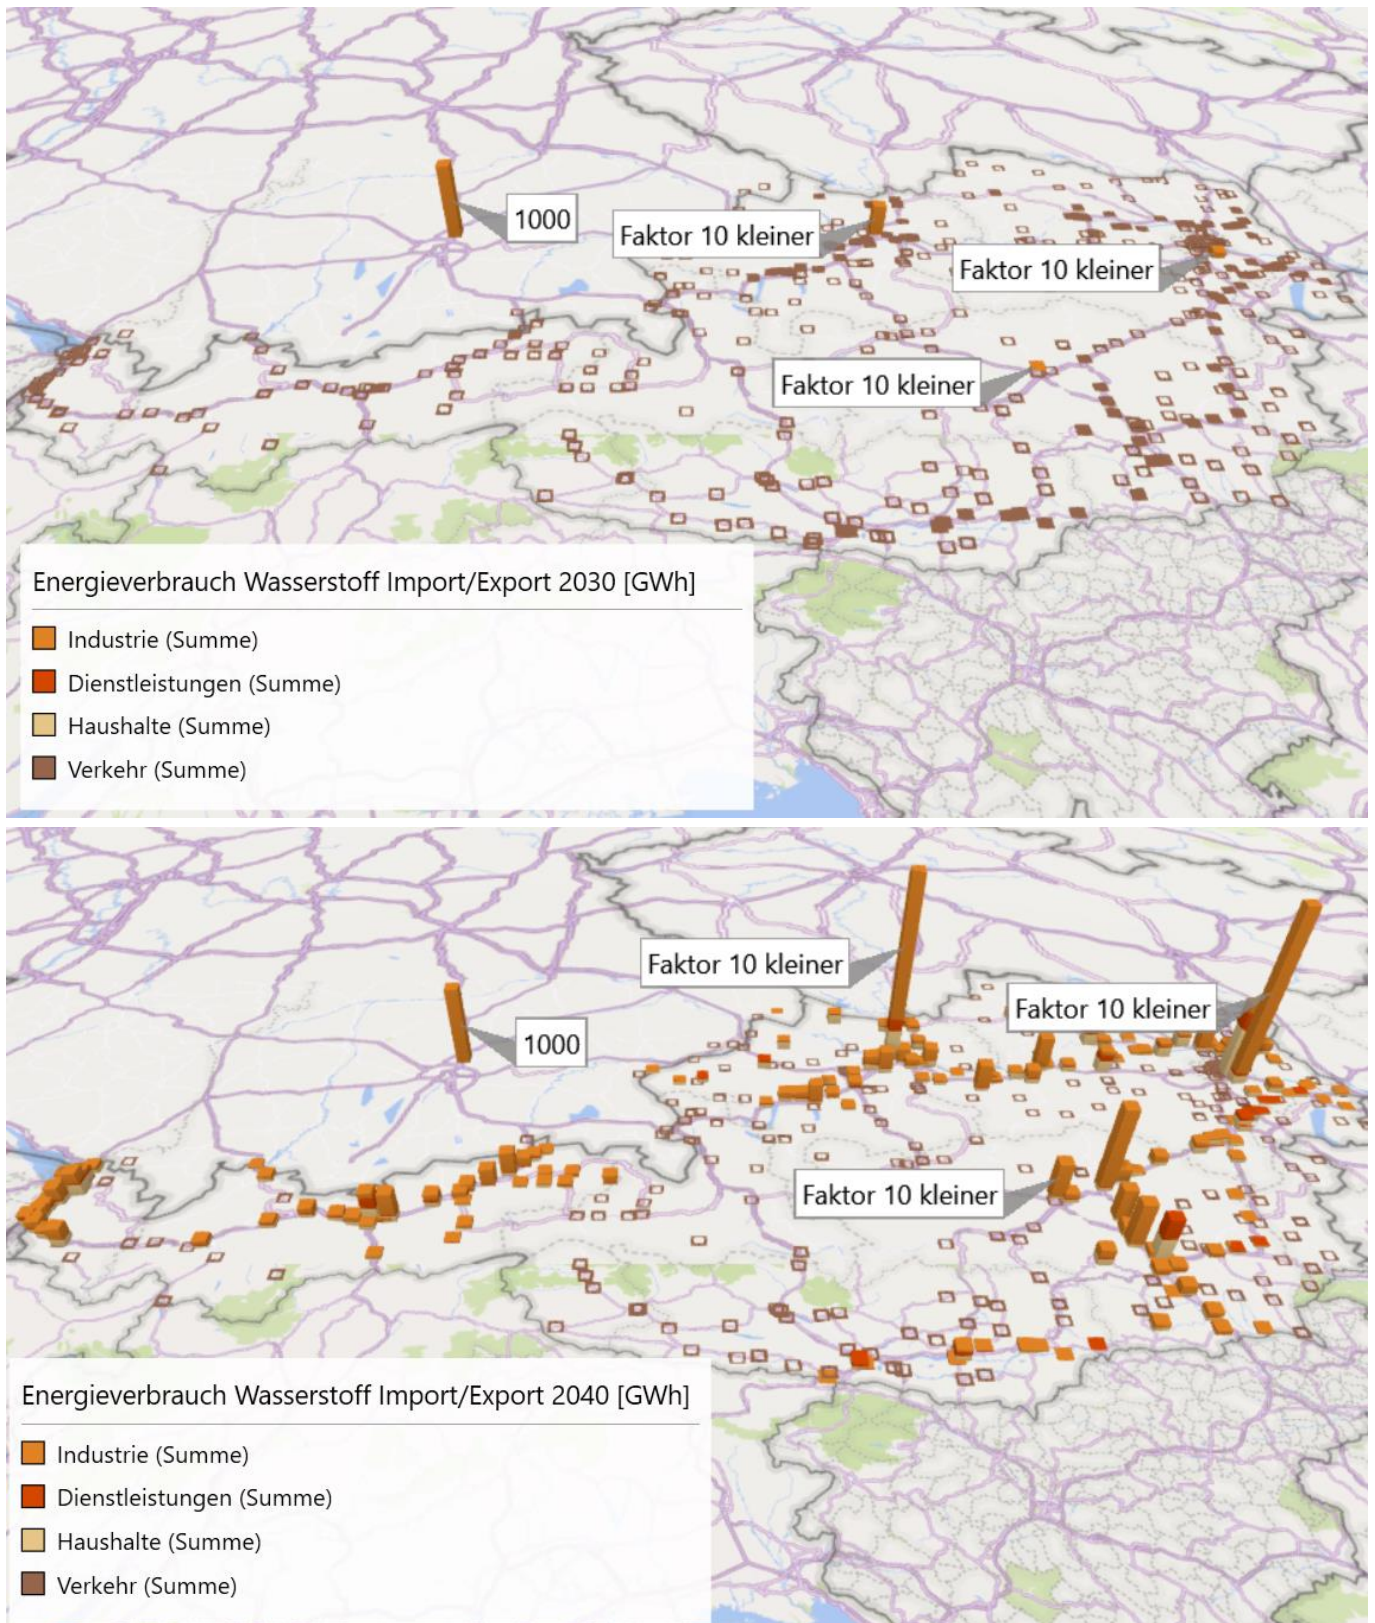 1000
Faktor 10 kleiner
Faktor 10 kleiner
Faktor 10 kleiner
Energieverbrauch Wasserstoff Import/Export 2030 [GWh]
Industrie (Summe)
Dienstleistungen (Summe)
Haushalte (Summe)
Verkehr (Summe)
Faktor 10 kleiner
Faktor 10 kleiner
1000
Faktor 10 kleiner
Energieverbrauch Wasserstoff Import/Export 2040 [GWh]
Industrie (Summe)
Dienstleistungen (Summe)
Haushalte (Summe)
Verkehr (Summe)